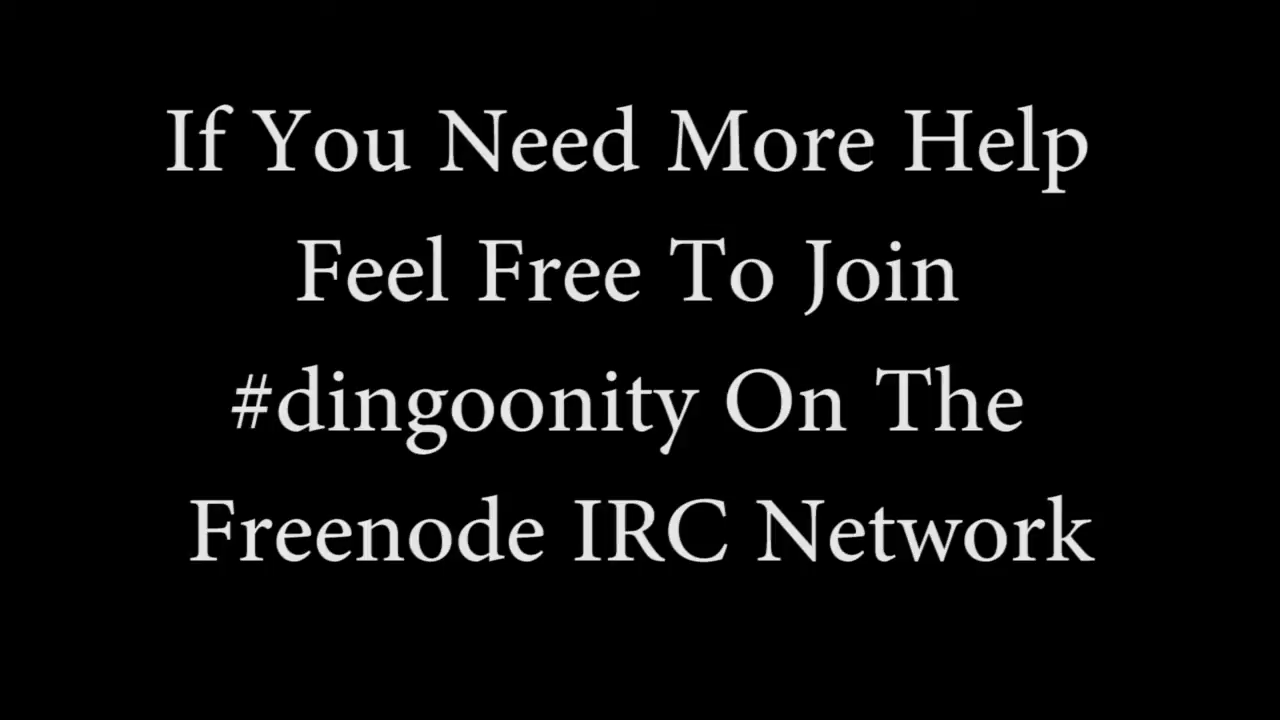 If You Need More Help
Feel Free To Join
#dingoonity On The
Freenode IRC Network